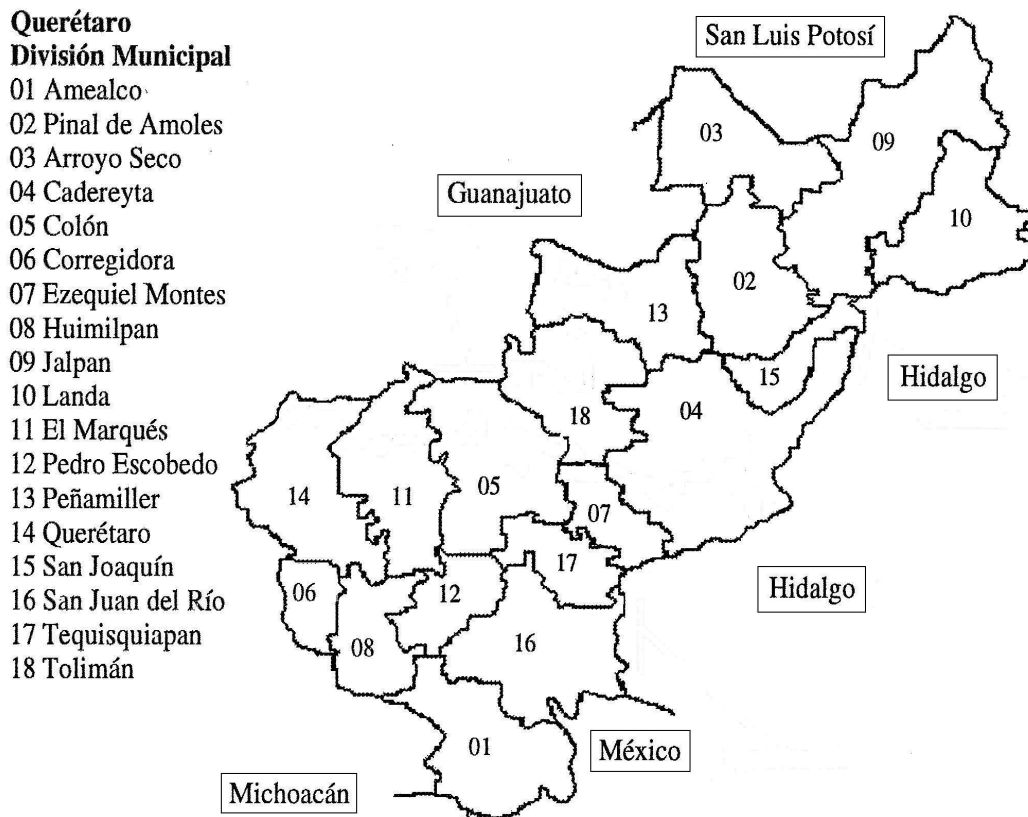 Querétaro
División Municipal
01 Amealco
02 Pinal de Amoles
03 Arroyo Seco
04 Cadereyta
05 Colón
06 Corregidora
07 Ezequiel Montes
08 Huimilpan
09 Jalpan
10 Landa
11 El Marqués
12 Pedro Escobedo
13 Peñamiller
14 Querétaro
15 San Joaquín
16 San Juan del Río
17 Tequisquiapan
18 Tolimán
San Luis Potosí
03
09
Guanajuato
10
02
13
15
Hidalgo
18
04
14
11
05
07
17
06
12
Hidalgo
08
16
01
México
Michoacán